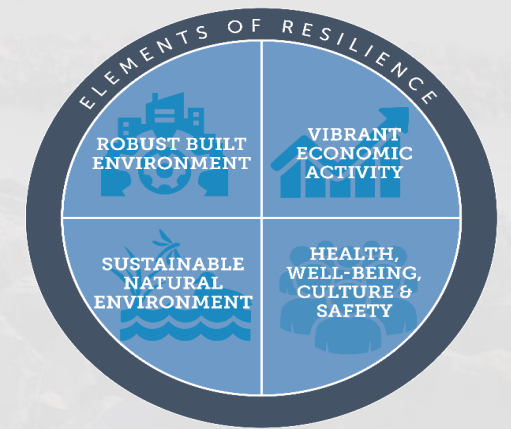 ELEMENTS OF RESILIENCE
ROBUST BUILT
ENVIRONMENT
VIBRANT
ECONOMIC
ACTIVITY
SUSTAINABLE
NATURAL
ENVIRONMENT
HEALTH,
WELL-BEING,
CULTURE &
SAFETY